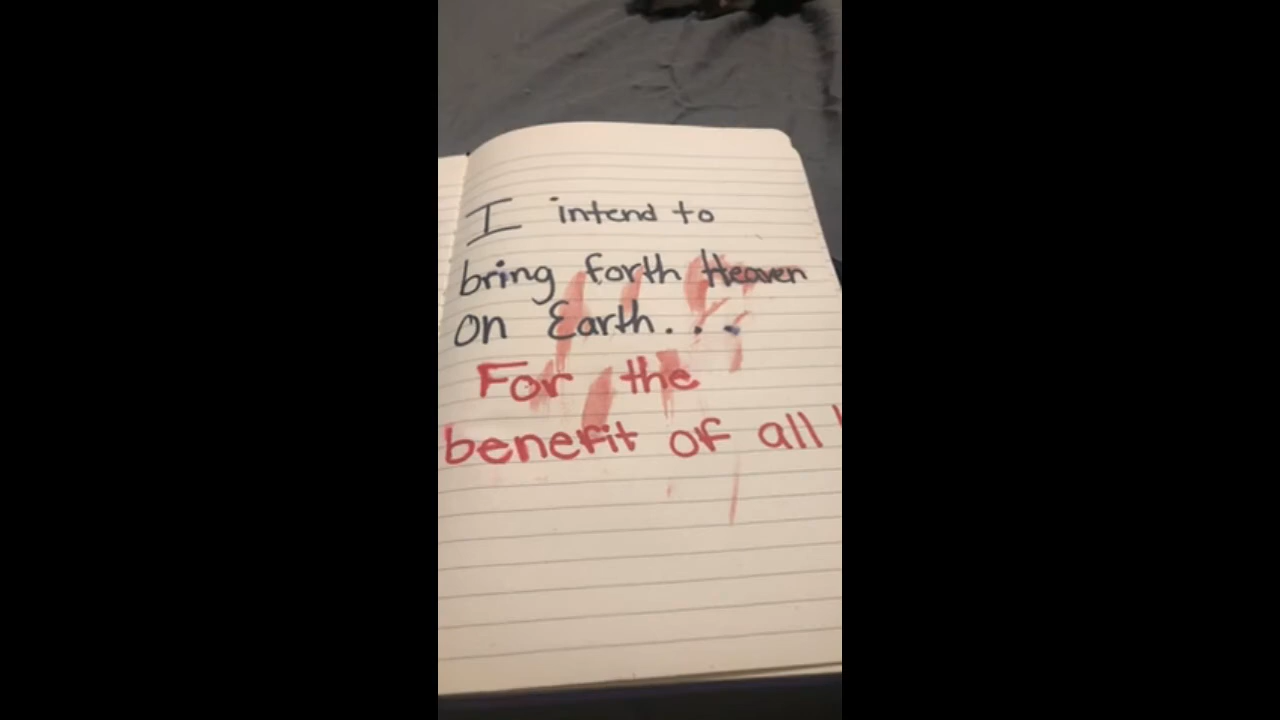 I intend to
bring forth Heaven
on Earth...
For the
benefit of all!